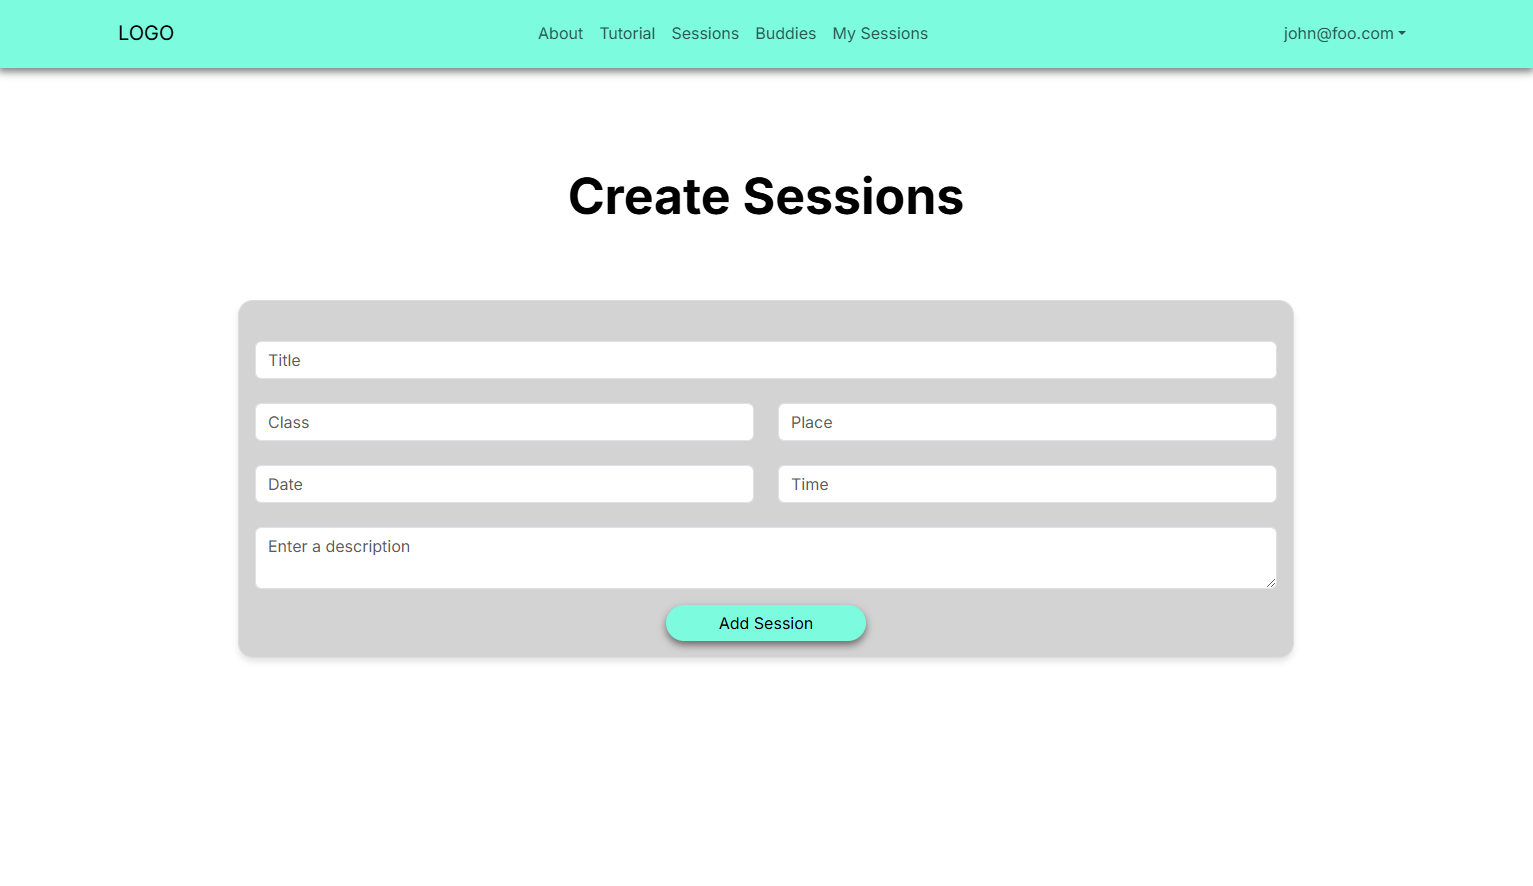 LOGO
About Tutorial Sessions Buddies My Sessions
john@foo.com
Create Sessions
Title
Class
Place
Date
Time
Enter a description
Add Session